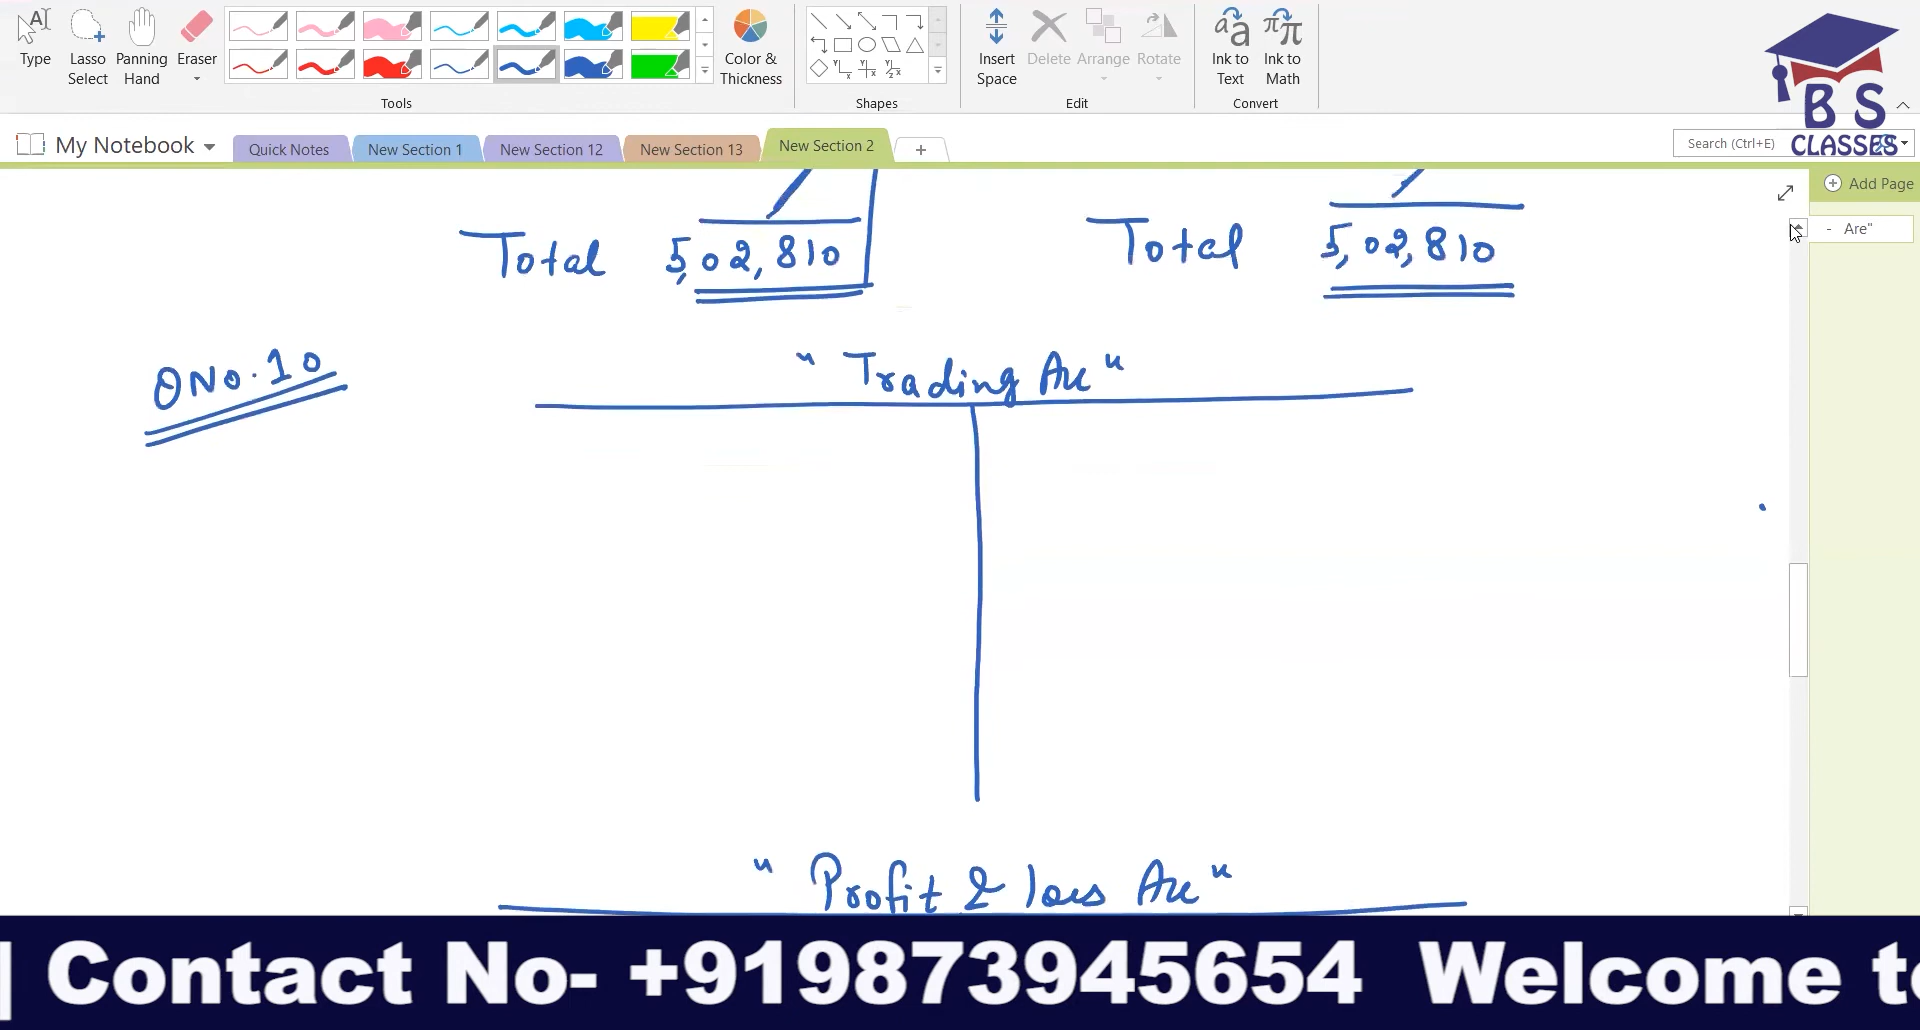 Type
Lasso Select
Panning Hand
Eraser
Tools
Color & Thickness
Shapes
Insert Space
Delete
Arrange
Rotate
Edit
Ink to Text
Ink to Math
Convert
B S
CLASSES
My Notebook
Quick Notes
New Section 1
New Section 12
New Section 13
New Section 2
Search (Ctrl+E)
Add Page
- Are"
Total 5,02,810 Total 5,02,810
QNo.10
" Trading A/c "
" Profit & loss A/c "
| Contact No- +919873945654 Welcome to